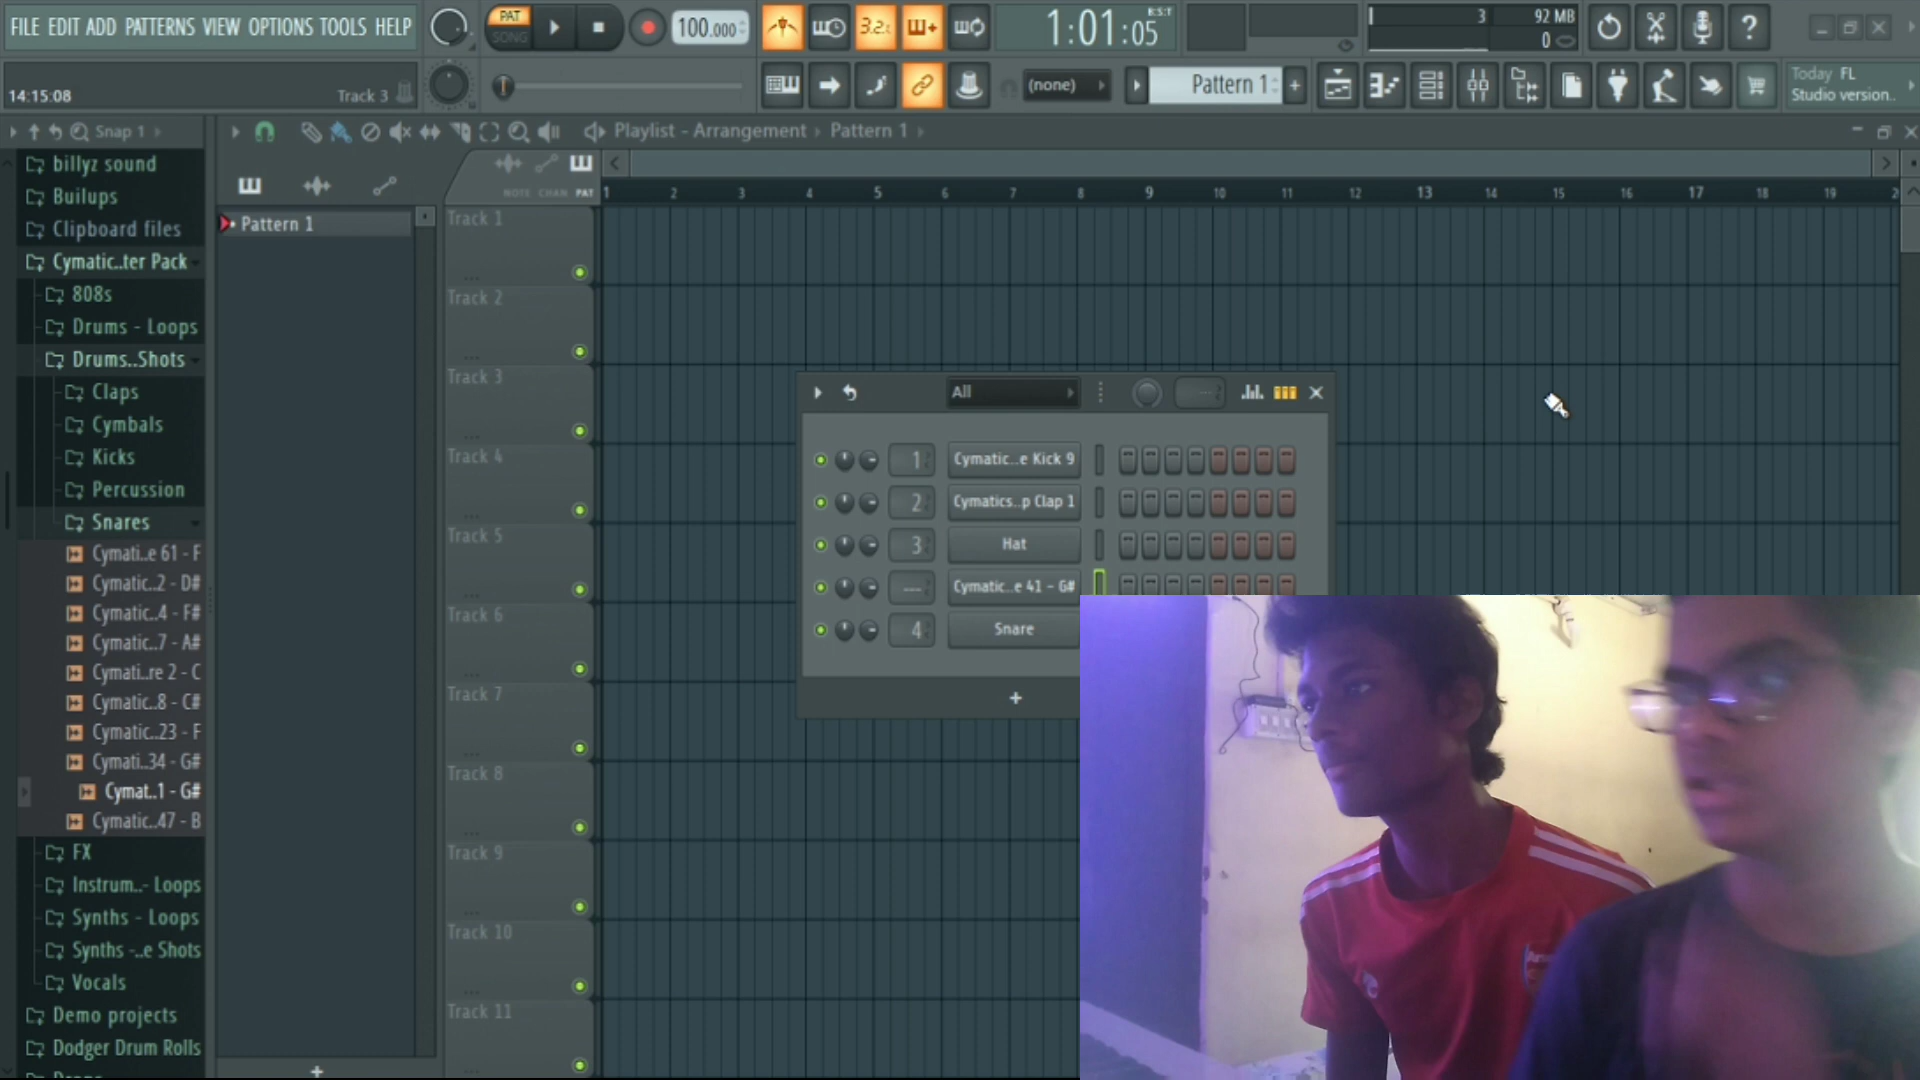 FILE EDIT ADD PATTERNS VIEW OPTIONS TOOLS HELP
PAT
SONG
100.000
3.2.
1:01:05
B:S:T
3
92 MB
0
14:15:08
Track 3
(none)
Pattern 1
+
Today FL
Studio version..
Snap 1
Playlist - Arrangement › Pattern 1 ›
NOTE CHAN PAT
1 2 3 4 5 6 7 8 9 10 11 12 13 14 15 16 17 18 19
billyz sound
Builups
Clipboard files
Cymatic..ter Pack
808s
Drums - Loops
Drums..Shots
Claps
Cymbals
Kicks
Percussion
Snares
Cymati..e 61 - F
Cymatic..2 - D#
Cymatic..4 - F#
Cymatic..7 - A#
Cymati..re 2 - C
Cymatic..8 - C#
Cymatic..23 - F
Cymati..34 - G#
Cymat..1 - G#
Cymatic..47 - B
FX
Instrum..- Loops
Synths - Loops
Synths -..e Shots
Vocals
Demo projects
Dodger Drum Rolls
Pattern 1
+
Track 1
Track 2
Track 3
Track 4
Track 5
Track 6
Track 7
Track 8
Track 9
Track 10
Track 11
All
1 Cymatic...e Kick 9
2 Cymatics..p Clap 1
3 Hat
--- Cymatic...e 41 - G#
4 Snare
+